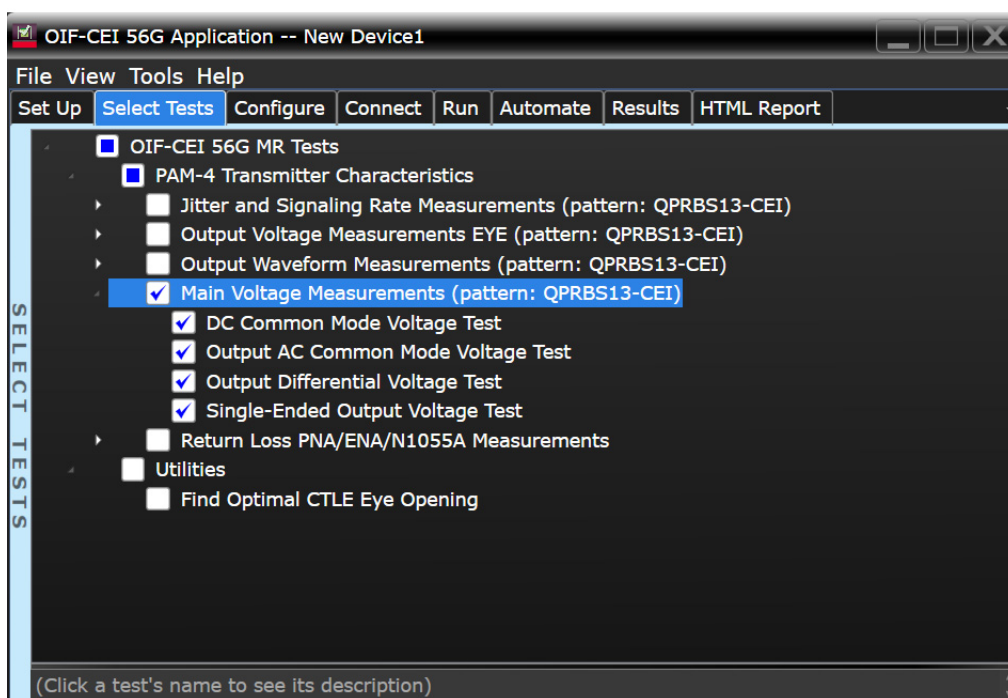 OIF-CEI 56G Application -- New Device1
File View Tools Help
Set Up Select Tests Configure Connect Run Automate Results HTML Report
OIF-CEI 56G MR Tests
PAM-4 Transmitter Characteristics
Jitter and Signaling Rate Measurements (pattern: QPRBS13-CEI)
Output Voltage Measurements EYE (pattern: QPRBS13-CEI)
Output Waveform Measurements (pattern: QPRBS13-CEI)
Main Voltage Measurements (pattern: QPRBS13-CEI)
DC Common Mode Voltage Test
Output AC Common Mode Voltage Test
Output Differential Voltage Test
Single-Ended Output Voltage Test
Return Loss PNA/ENA/N1055A Measurements
Utilities
Find Optimal CTLE Eye Opening
SELECT TESTS
(Click a test's name to see its description)